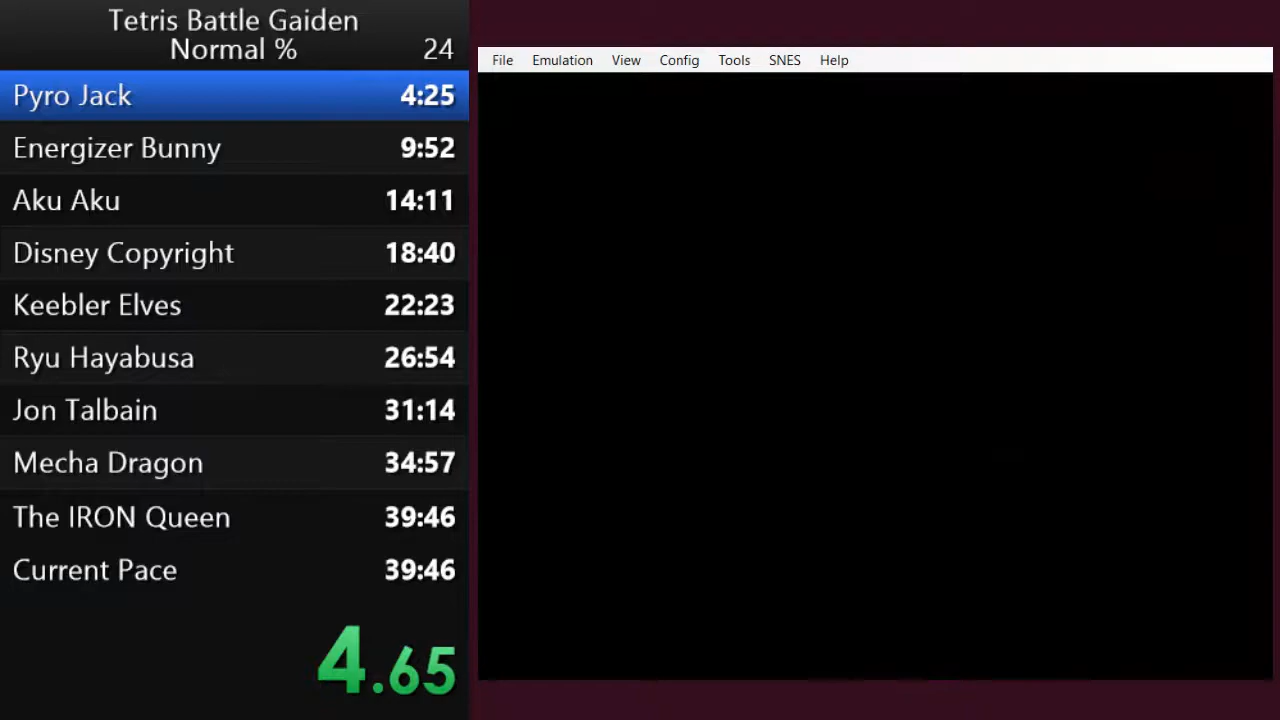 Tetris Battle Gaiden
Normal % 24
Pyro Jack 4:25
Energizer Bunny 9:52
Aku Aku 14:11
Disney Copyright 18:40
Keebler Elves 22:23
Ryu Hayabusa 26:54
Jon Talbain 31:14
Mecha Dragon 34:57
The IRON Queen 39:46
Current Pace 39:46
4.65
File Emulation View Config Tools SNES Help